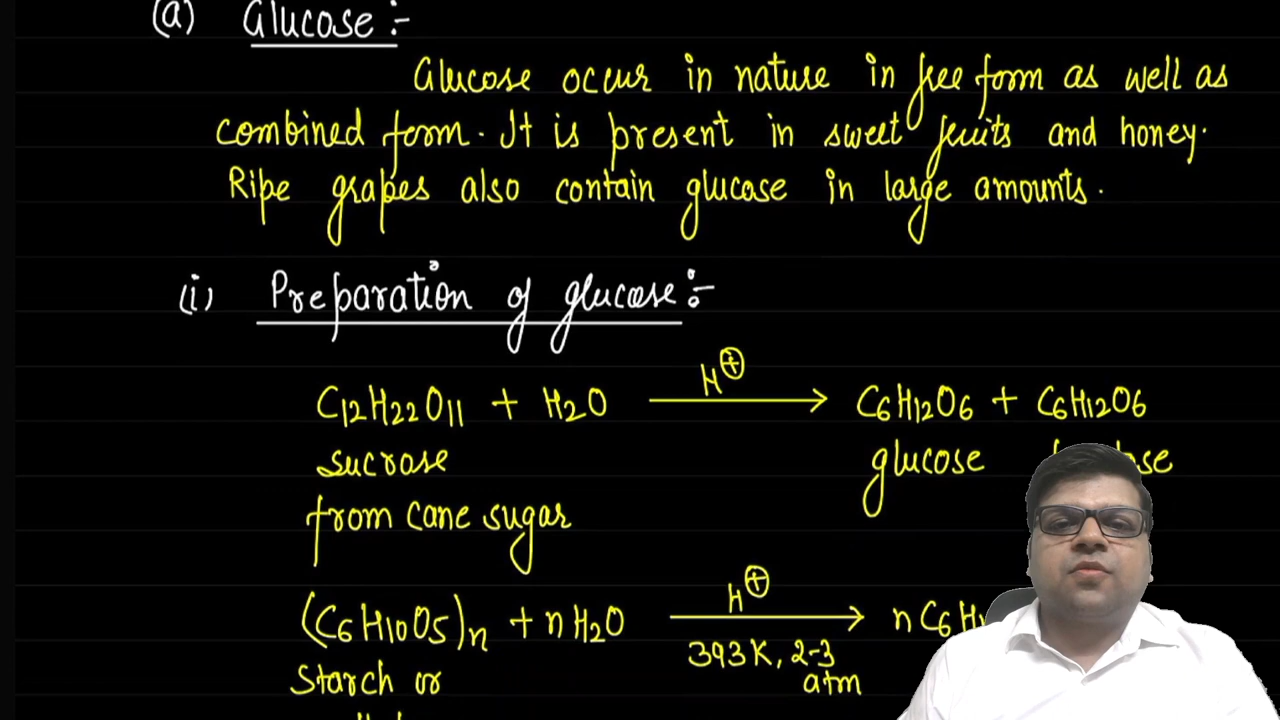 (a) Glucose :-
Glucose occur in nature in free form as well as
combined form. It is present in sweet fruits and honey.
Ripe grapes also contain glucose in large amounts.
(i) Preparation of glucose :-
C12H22O11 + H2O H⊕ → C6H12O6 + C6H12O6
sucrose glucose
from cane sugar
(C6H10O5)n + nH2O H⊕ → nC6H
393K, 2-3
atm
Starch or